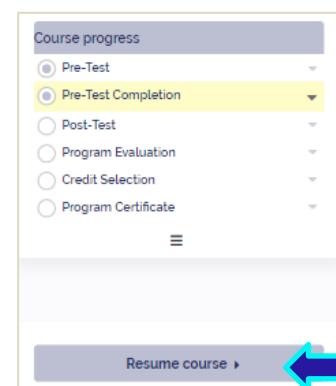 Course progress
Pre-Test
Pre-Test Completion
Post-Test
Program Evaluation
Credit Selection
Program Certificate
Resume course